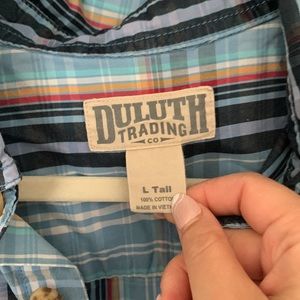 DULUTH
TRADING
CO
L Tall
100% COTTON
MADE IN VIETNAM